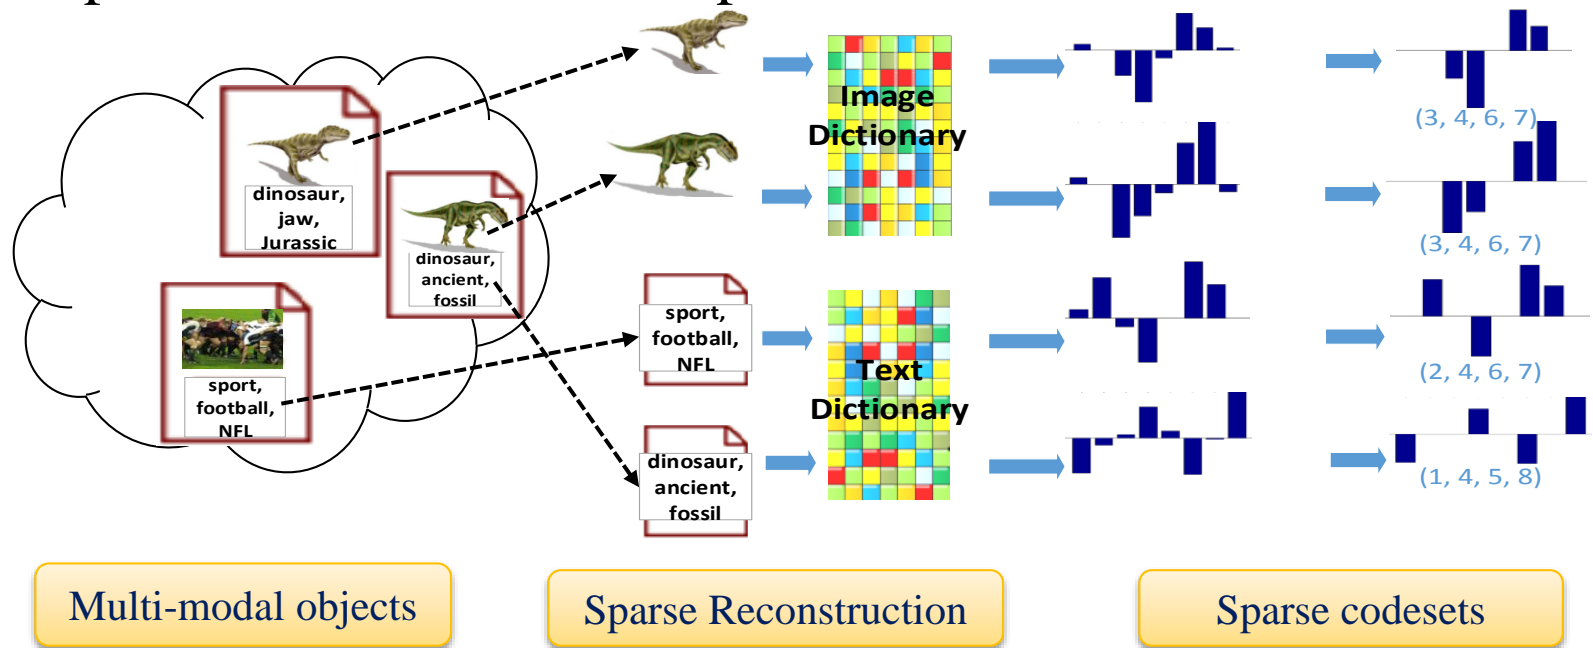 dinosaur,
jaw,
Jurassic
dinosaur,
ancient,
fossil
sport,
football,
NFL
sport,
football,
NFL
dinosaur,
ancient,
fossil
Image
Dictionary
Text
Dictionary
(3, 4, 6, 7)
(3, 4, 6, 7)
(2, 4, 6, 7)
(1, 4, 5, 8)
Multi-modal objects
Sparse Reconstruction
Sparse codesets